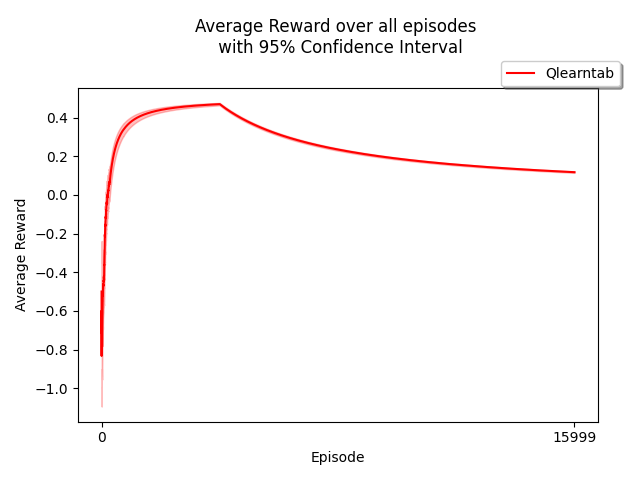 Average Reward over all episodes
with 95% Confidence Interval
Qlearntab
0.4
0.2
0.0
−0.2
−0.4
−0.6
−0.8
−1.0
Average Reward
0 15999
Episode